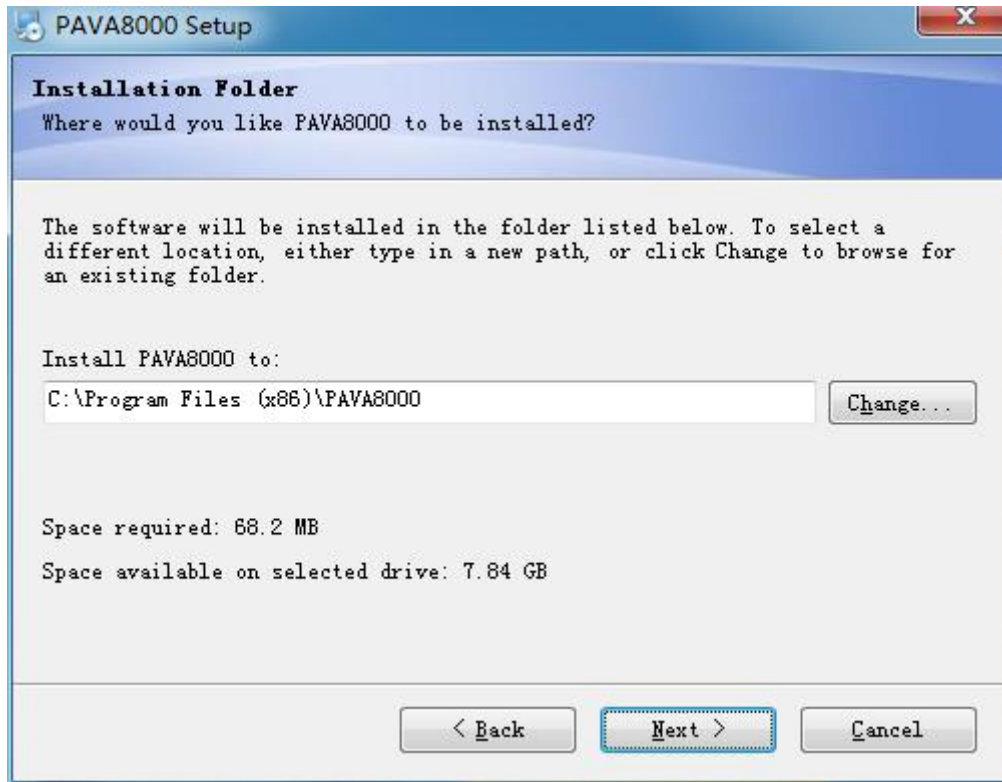 PAVA8000 Setup
Installation Folder
Where would you like PAVA8000 to be installed?
The software will be installed in the folder listed below. To select a
different location, either type in a new path, or click Change to browse for
an existing folder.
Install PAVA8000 to:
C:\Program Files (x86)\PAVA8000
Change...
Space required: 68.2 MB
Space available on selected drive: 7.84 GB
< Back
Next >
Cancel